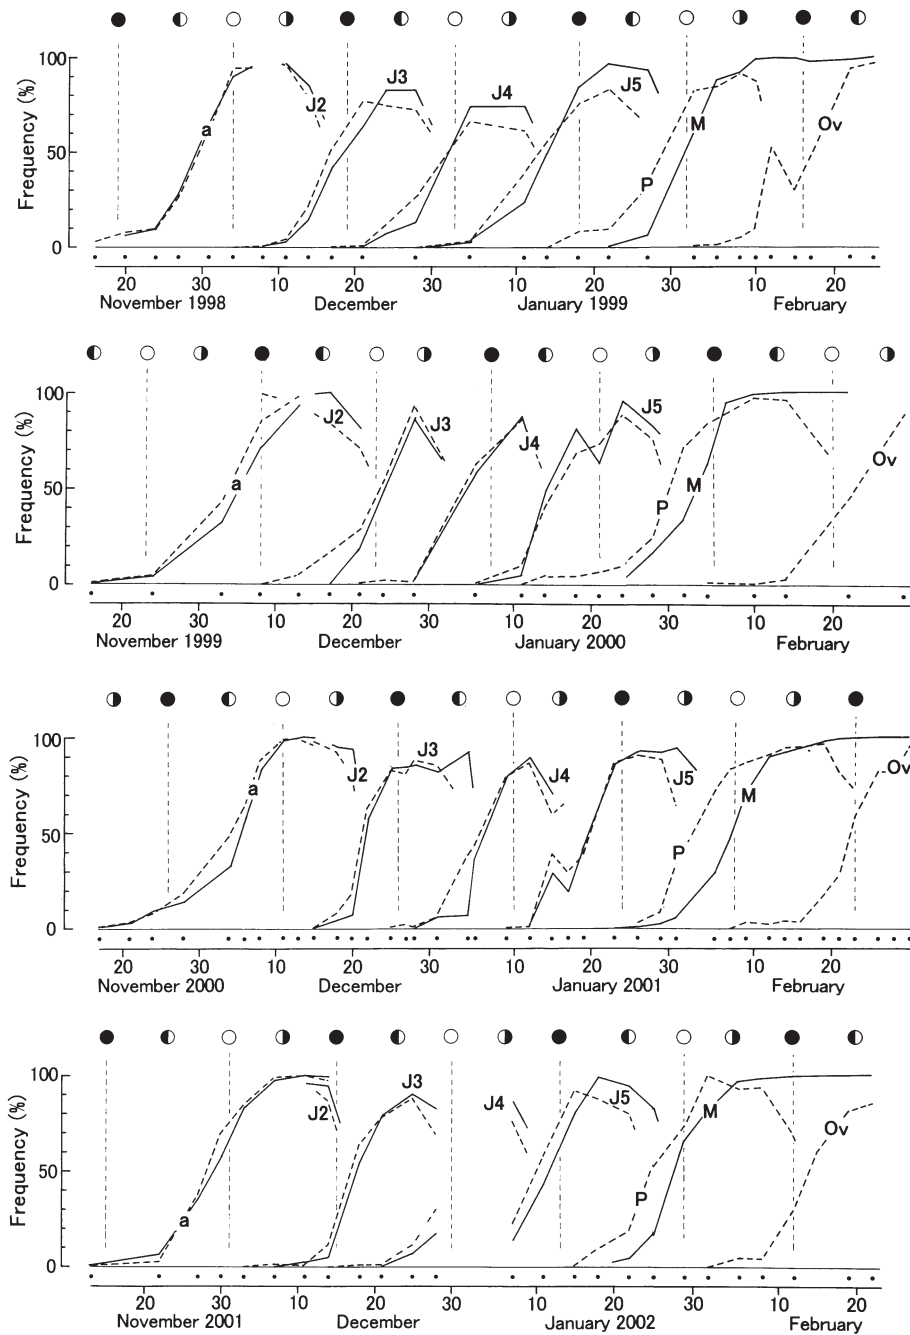 Frequency (%)
100
50
0
a
J2
J3
J4
J5
P
M
Ov
20 30 10 20 30 10 20 30 10 20
November 1998 December January 1999 February
Frequency (%)
100
50
0
a
J2
J3
J4
J5
P
M
Ov
20 30 10 20 30 10 20 30 10 20
November 1999 December January 2000 February
Frequency (%)
100
50
0
a
J2
J3
J4
J5
P
M
Ov
20 30 10 20 30 10 20 30 10 20
November 2000 December January 2001 February
Frequency (%)
100
50
0
a
J2
J3
J4
J5
P
M
Ov
20 30 10 20 30 10 20 30 10 20
November 2001 December January 2002 February